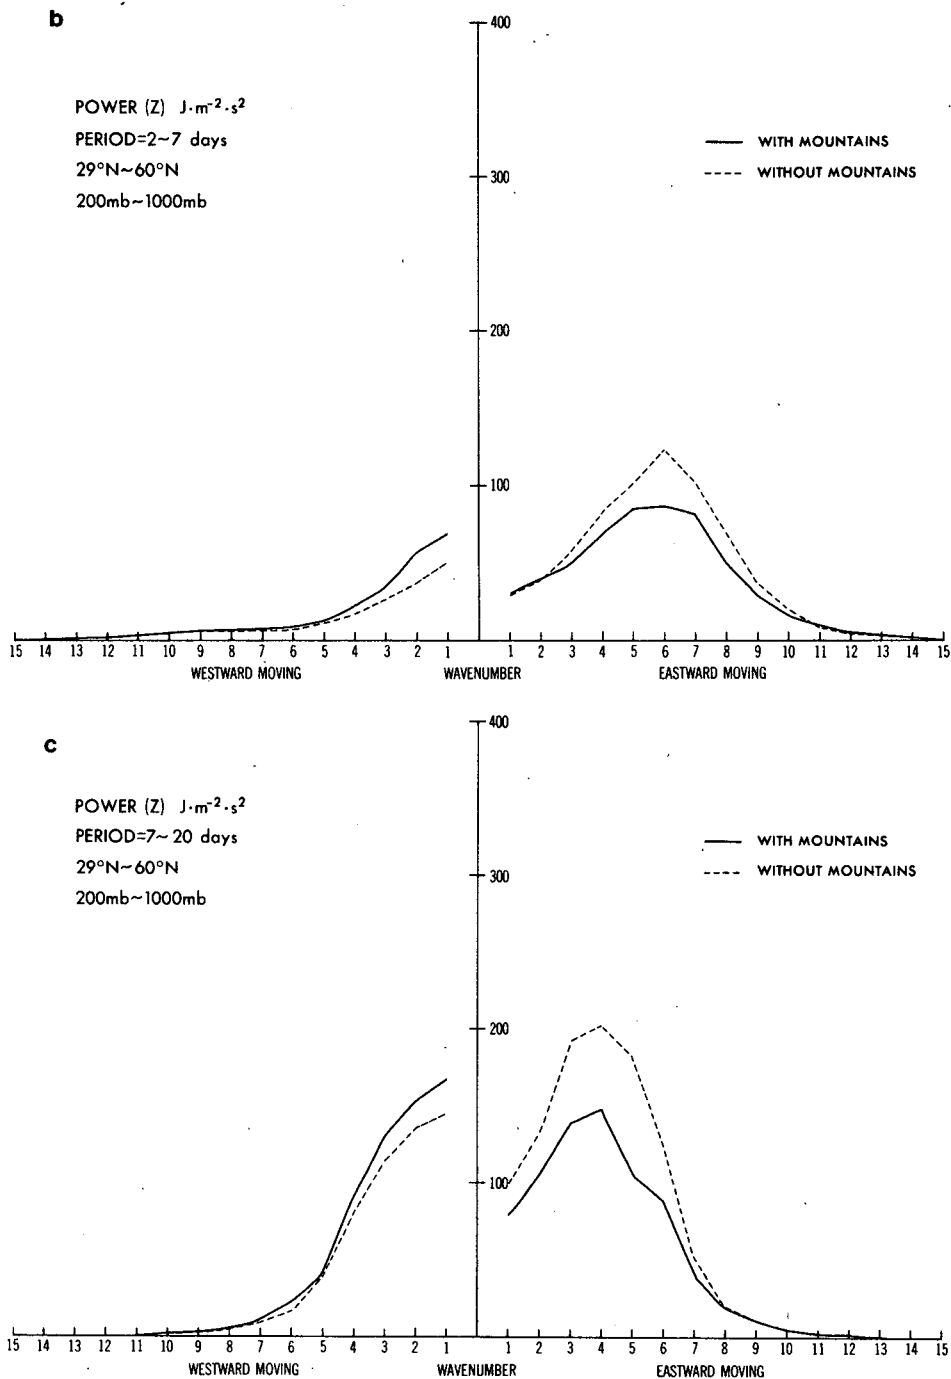 b
400
POWER (Z) J·m⁻²·s²
PERIOD=2~7 days
29°N~60°N
200mb~1000mb
WITH MOUNTAINS
WITHOUT MOUNTAINS
300
200
100
15 14 13 12 11 10 9 8 7 6 5 4 3 2 1 1 2 3 4 5 6 7 8 9 10 11 12 13 14 15
WESTWARD MOVING WAVENUMBER EASTWARD MOVING
c
400
POWER (Z) J·m⁻²·s²
PERIOD=7~20 days
29°N~60°N
200mb~1000mb
WITH MOUNTAINS
WITHOUT MOUNTAINS
300
200
100
15 14 13 12 11 10 9 8 7 6 5 4 3 2 1 1 2 3 4 5 6 7 8 9 10 11 12 13 14 15
WESTWARD MOVING WAVENUMBER EASTWARD MOVING